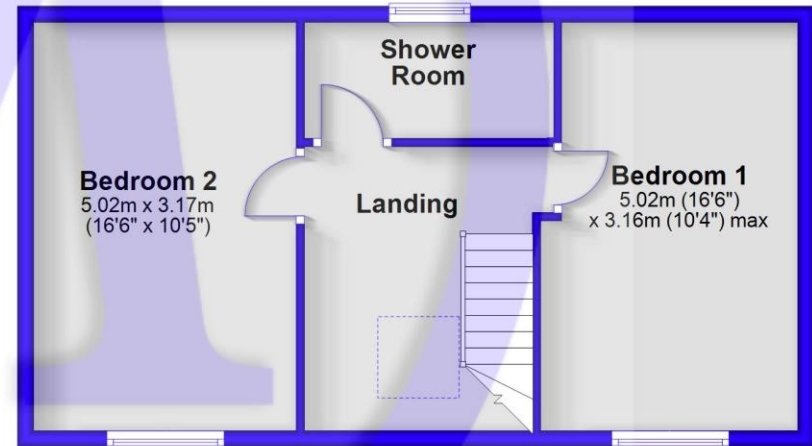 Shower
Room
Bedroom 2
5.02m x 3.17m
(16'6" x 10'5")
Landing
Bedroom 1
5.02m (16'6")
x 3.16m (10'4") max